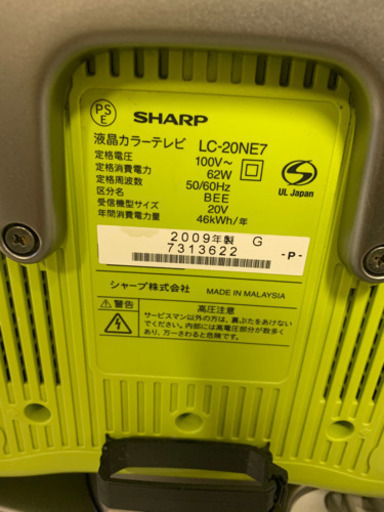 PSE
SHARP
液晶カラーテレビ LC-20NE7
定格電圧 100V～
定格消費電力 62W
定格周波数 50/60Hz
区分名 BEE
受信機型サイズ 20V
年間消費電力量 46kWh/年
UL Japan
2009年製 G
7313622 -P-
シャープ株式会社 MADE IN MALAYSIA
⚠警告 高圧注意
サービスマン以外の方は、裏ぶたをあけないでください。内部には高電圧部分が数多くあり、万一さわると危険です。